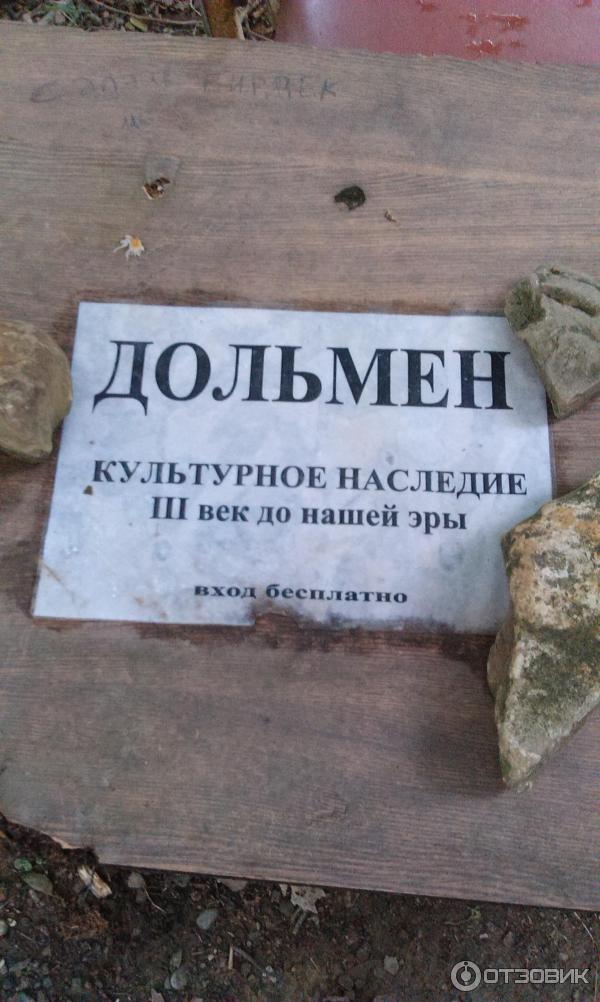 ДОЛЬМЕН
КУЛЬТУРНОЕ НАСЛЕДИЕ
III век до нашей эры
вход бесплатно
ОТЗОВИК